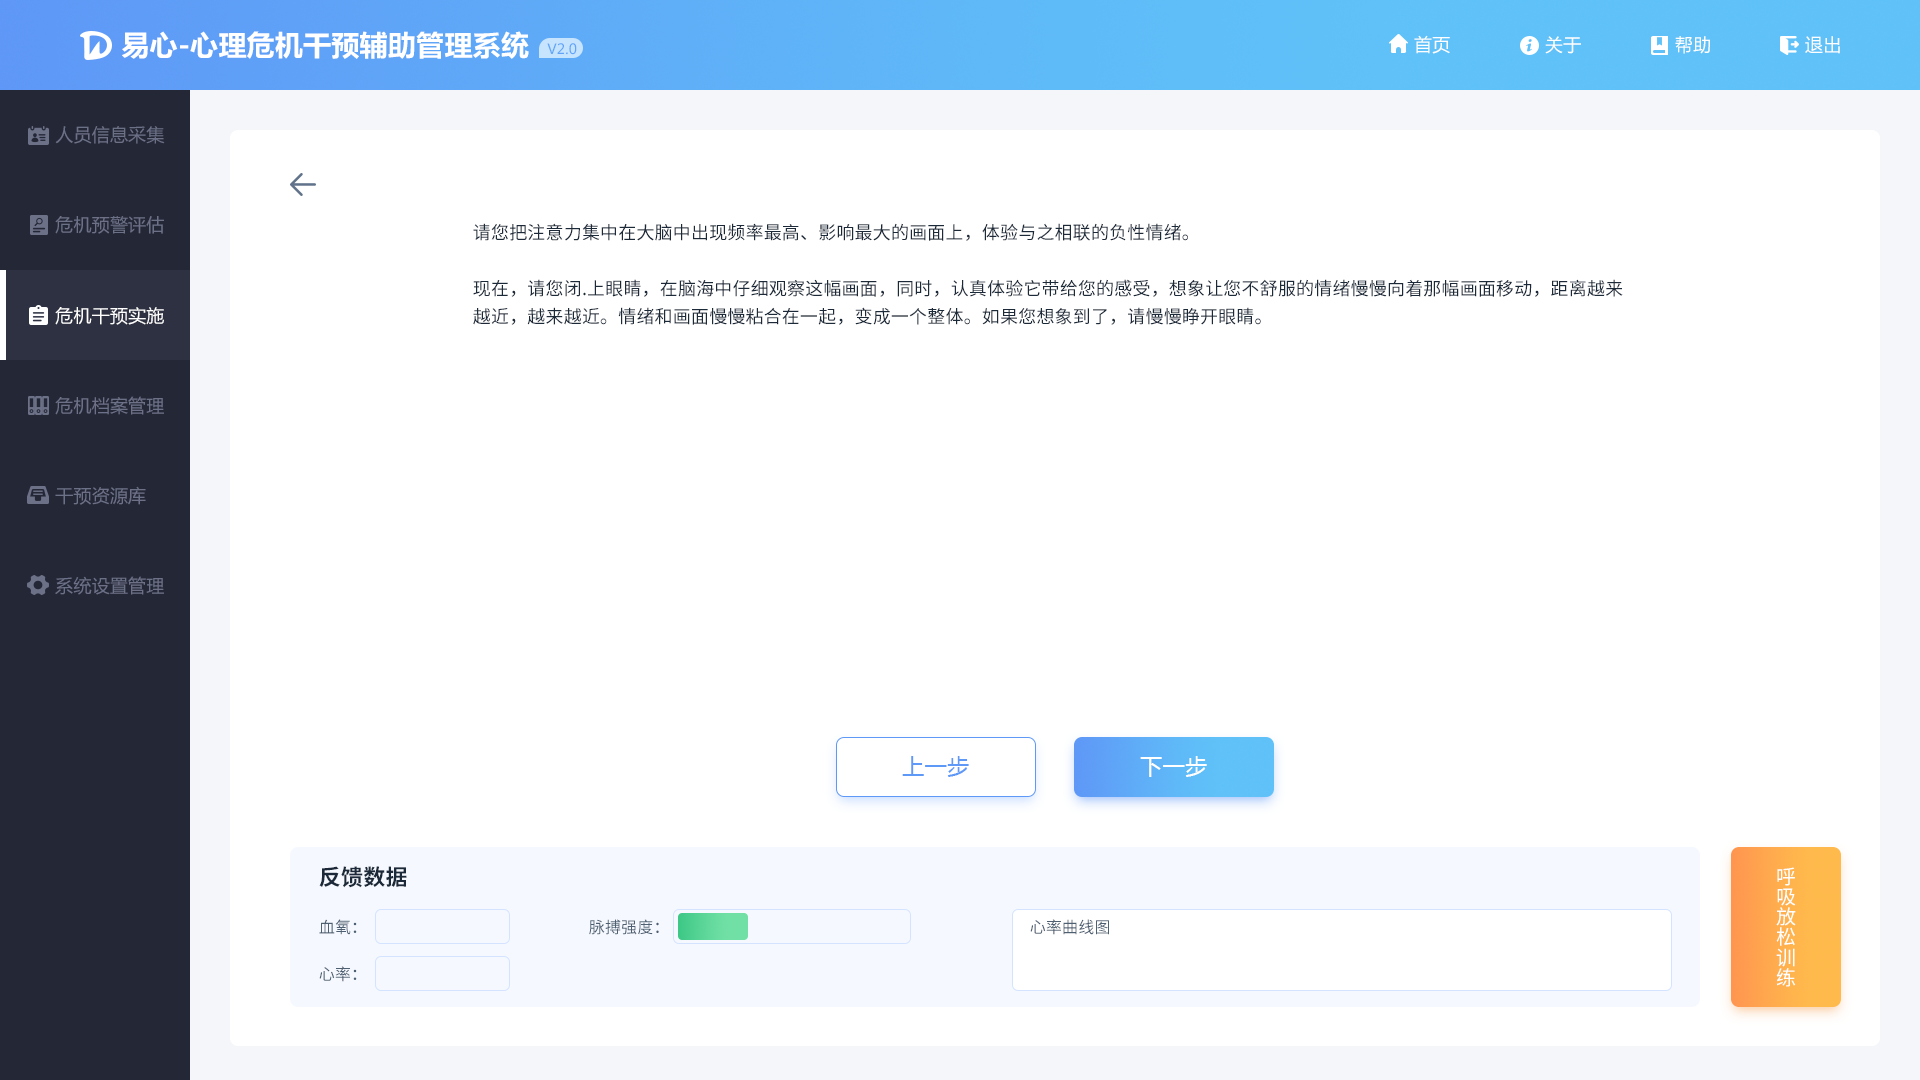 易心-心理危机干预辅助管理系统 V2.0
首页
关于
帮助
退出
人员信息采集
危机预警评估
危机干预实施
危机档案管理
干预资源库
系统设置管理
请您把注意力集中在大脑中出现频率最高、影响最大的画面上，体验与之相联的负性情绪。
现在，请您闭.上眼睛，在脑海中仔细观察这幅画面，同时，认真体验它带给您的感受，想象让您不舒服的情绪慢慢向着那幅画面移动，距离越来
越近，越来越近。情绪和画面慢慢粘合在一起，变成一个整体。如果您想象到了，请慢慢睁开眼睛。
上一步
下一步
反馈数据
血氧：
脉搏强度：
心率曲线图
心率：
呼吸放松训练